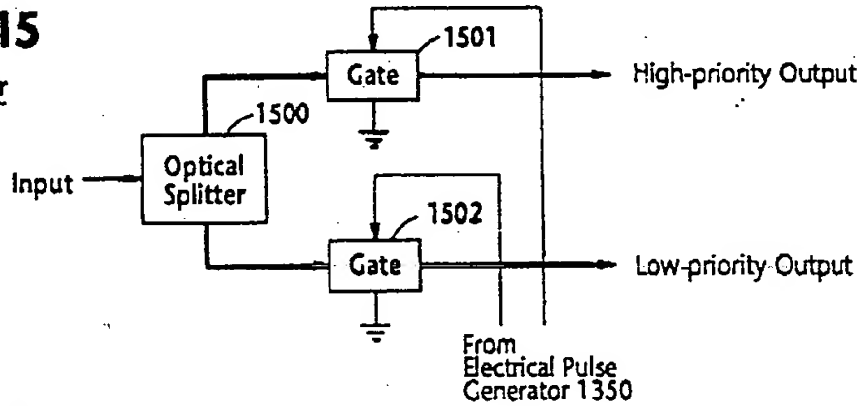 15
r
1501
Gate
High-priority Output
1500
Optical
Splitter
Input
1502
Gate
Low-priority Output
From
Electrical Pulse
Generator 1350